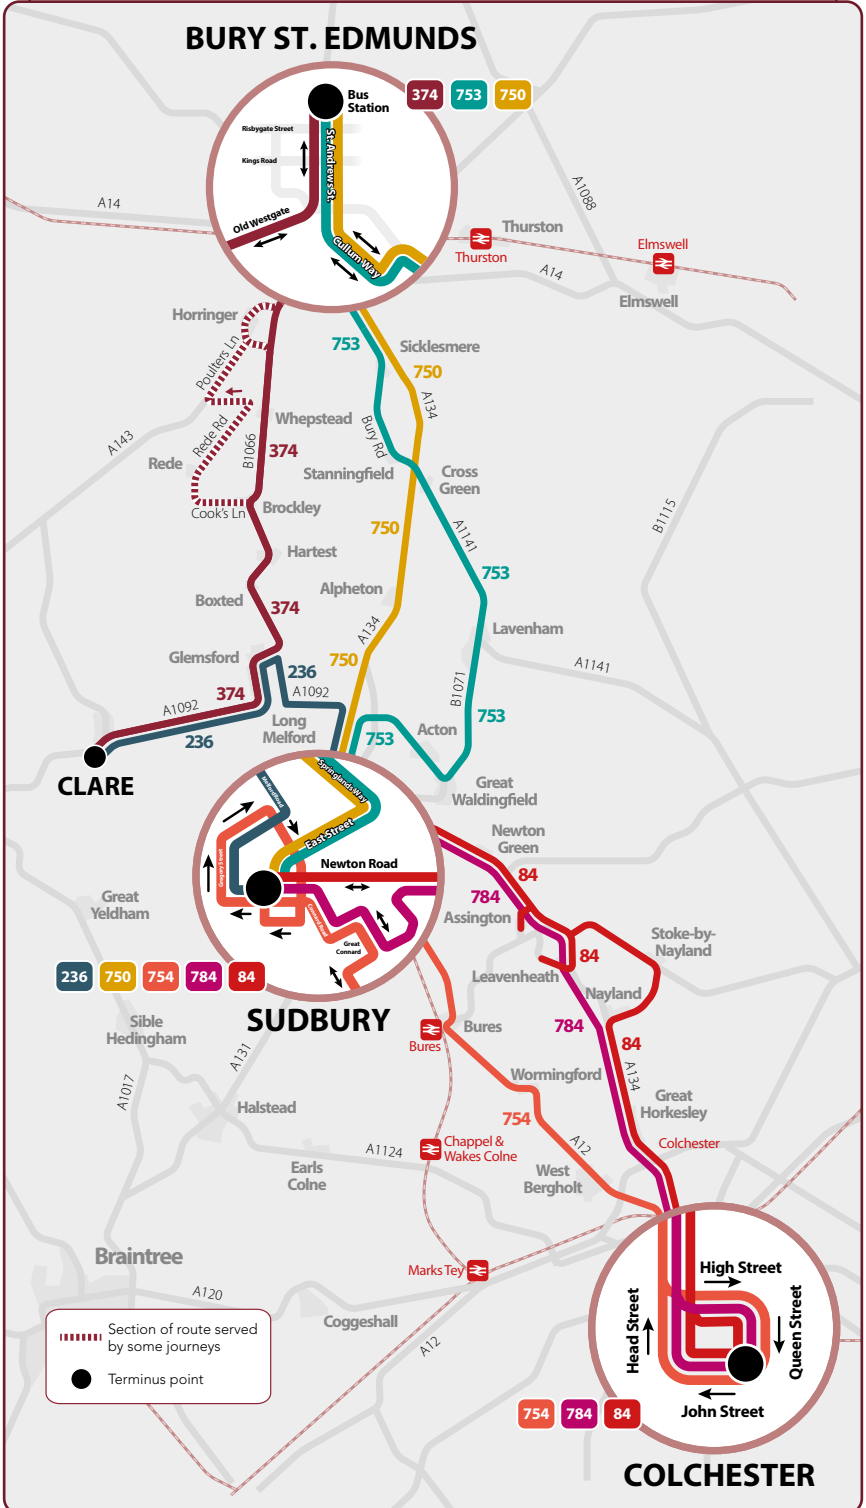 BURY ST. EDMUNDS
Bus
Station
374
753
750
Risbygate Street
Kings Road
St. Andrews St.
Old Westgate
Cullum Way
A14
A1088
Thurston
Thurston
Elmswell
A14
Elmswell
Horringer
753
Sicklesmere
750
Poulters Ln
A134
Whepstead
Bury Rd
Rede Rd
A143
B1066
374
Rede
Stanningfield
Cross
Green
Cook's Ln
Brockley
B1115
750
A1141
Hartest
753
Alpheton
Boxted
374
A134
Lavenham
Glemsford
750
236
A1141
374
A1092
B1071
A1092
236
Long
Melford
753
753
Acton
CLARE
Great
Waldingfield
Springlands Way
Melford Road
East Street
Newton
Green
Gregory Street
Newton Road
84
784
Great
Yeldham
Assington
Cornard Road
Great
Connard
Stoke-by-
Nayland
84
Leavenheath
236
750
754
784
84
Nayland
SUDBURY
784
Sible
Hedingham
Bures
Bures
84
A131
A1017
Wormingford
A134
Great
Horkesley
Halstead
754
A12
Colchester
Chappel &
Wakes Colne
A1124
Earls
Colne
West
Bergholt
Braintree
Marks Tey
High Street
A120
Head Street
Queen Street
Coggeshall
A12
Section of route served
by some journeys
Terminus point
754
784
84
John Street
COLCHESTER